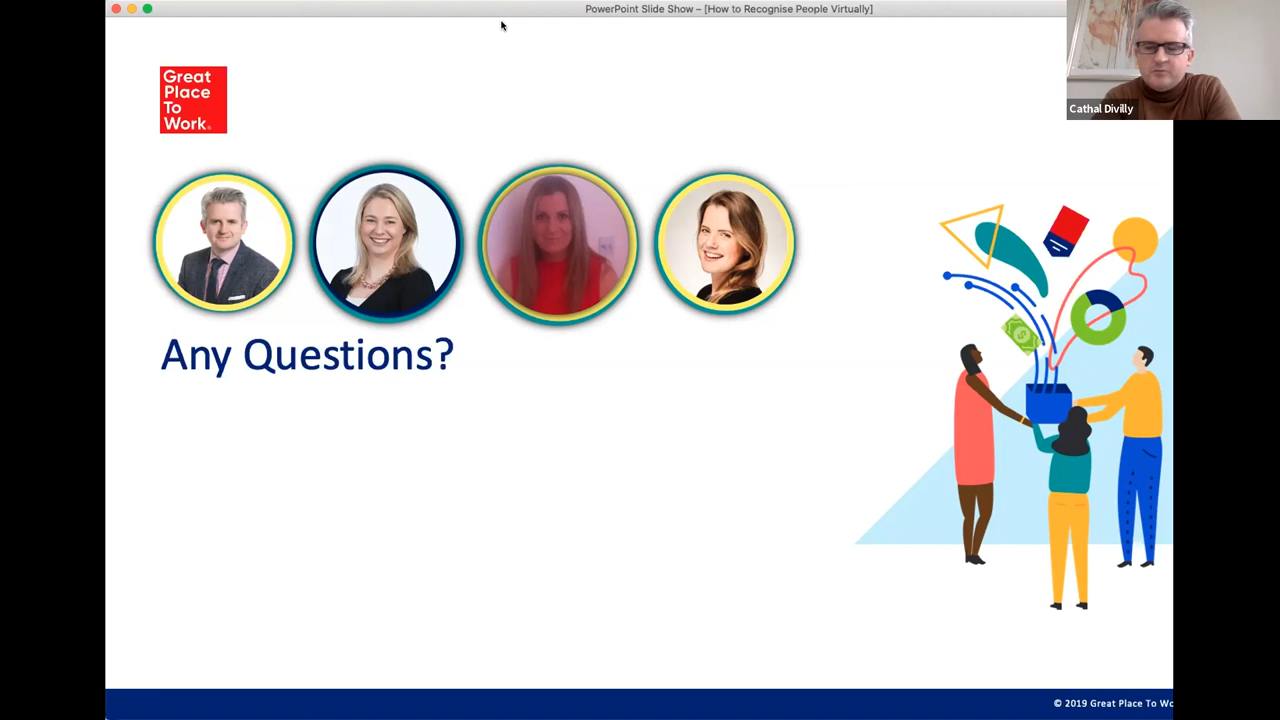 PowerPoint Slide Show – [How to Recognise People Virtually]
Cathal Divilly
Great
Place
To
Work®
Any Questions?
© 2019 Great Place To Wo